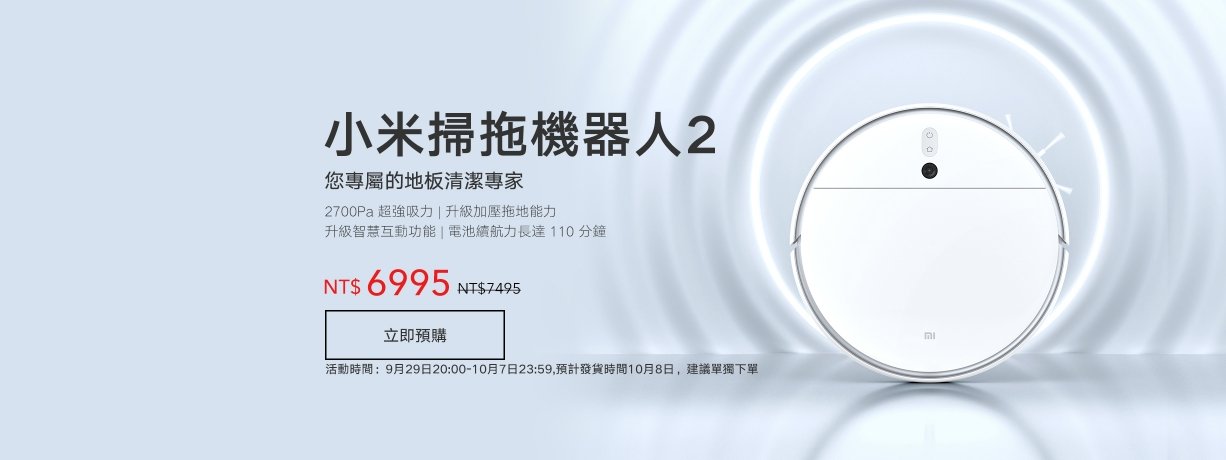 小米掃拖機器人2
您專屬的地板清潔專家
2700Pa 超強吸力 | 升級加壓拖地能力
升級智慧互動功能 | 電池續航力長達 110 分鐘
NT$ 6995 NT$7495
立即預購
活動時間：9月29日20:00-10月7日23:59,預計發貨時間10月8日，建議單獨下單
mi